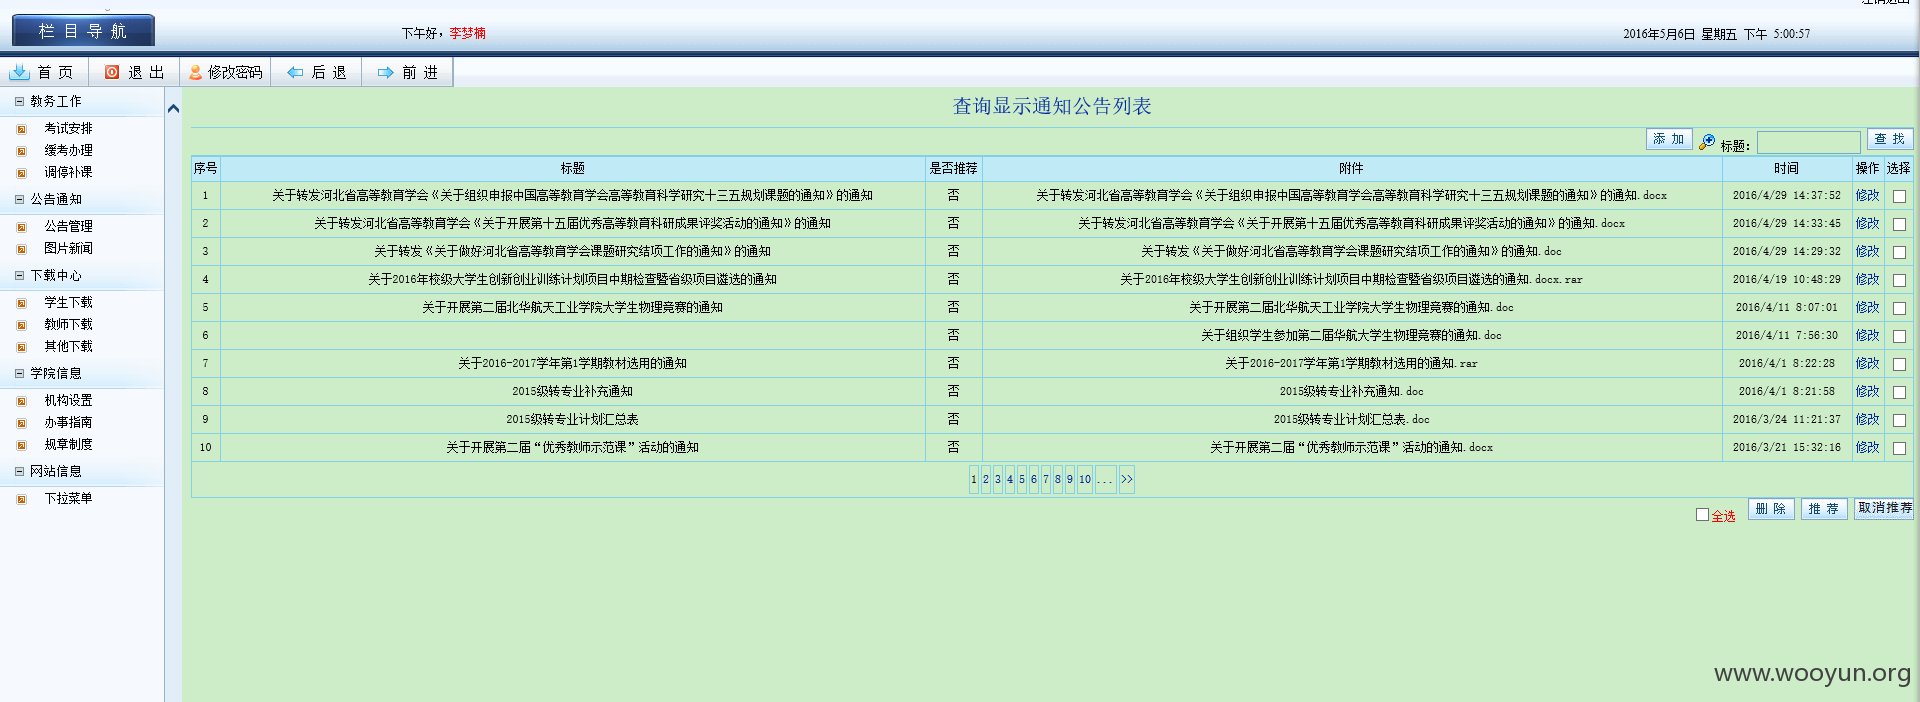 栏 目 导 航
下午好，李梦楠
2016年5月6日 星期五 下午 5:00:57
首 页 退 出 修改密码 后 退 前 进
教务工作
考试安排
缓考办理
调停补课
公告通知
公告管理
图片新闻
下载中心
学生下载
教师下载
其他下载
学院信息
机构设置
办事指南
规章制度
网站信息
下拉菜单
查询显示通知公告列表
添 加 标题： 查 找
序号 标题 是否推荐 附件 时间 操作 选择
1 关于转发河北省高等教育学会《关于组织申报中国高等教育学会高等教育科学研究十三五规划课题的通知》的通知 否 关于转发河北省高等教育学会《关于组织申报中国高等教育学会高等教育科学研究十三五规划课题的通知》的通知.docx 2016/4/29 14:37:52 修改
2 关于转发河北省高等教育学会《关于开展第十五届优秀高等教育科研成果评奖活动的通知》的通知 否 关于转发河北省高等教育学会《关于开展第十五届优秀高等教育科研成果评奖活动的通知》的通知.docx 2016/4/29 14:33:45 修改
3 关于转发《关于做好河北省高等教育学会课题研究结项工作的通知》的通知 否 关于转发《关于做好河北省高等教育学会课题研究结项工作的通知》的通知.doc 2016/4/29 14:29:32 修改
4 关于2016年校级大学生创新创业训练计划项目中期检查暨省级项目遴选的通知 否 关于2016年校级大学生创新创业训练计划项目中期检查暨省级项目遴选的通知.docx.rar 2016/4/19 10:48:29 修改
5 关于开展第二届北华航天工业学院大学生物理竞赛的通知 否 关于开展第二届北华航天工业学院大学生物理竞赛的通知.doc 2016/4/11 8:07:01 修改
6 否 关于组织学生参加第二届华航大学生物理竞赛的通知.doc 2016/4/11 7:56:30 修改
7 关于2016-2017学年第1学期教材选用的通知 否 关于2016-2017学年第1学期教材选用的通知.rar 2016/4/1 8:22:28 修改
8 2015级转专业补充通知 否 2015级转专业补充通知.doc 2016/4/1 8:21:58 修改
9 2015级转专业计划汇总表 否 2015级转专业计划汇总表.doc 2016/3/24 11:21:37 修改
10 关于开展第二届“优秀教师示范课”活动的通知 否 关于开展第二届“优秀教师示范课”活动的通知.docx 2016/3/21 15:32:16 修改
1 2 3 4 5 6 7 8 9 10 ... >>
全选 删 除 推 荐 取消推荐
www.wooyun.org